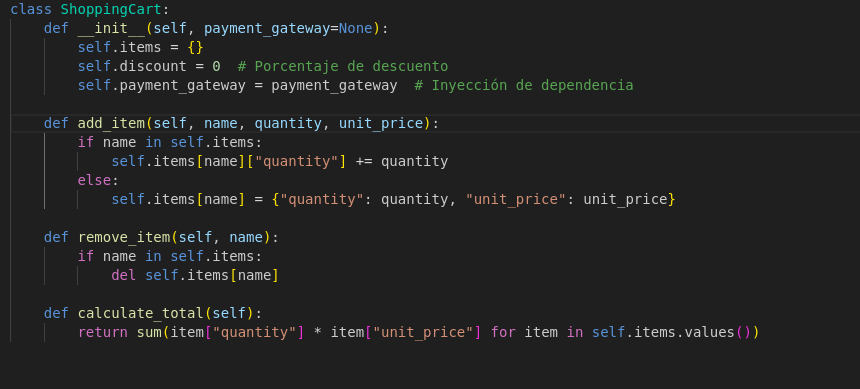 class ShoppingCart:
    def __init__(self, payment_gateway=None):
        self.items = {}
        self.discount = 0  # Porcentaje de descuento
        self.payment_gateway = payment_gateway  # Inyección de dependencia

    def add_item(self, name, quantity, unit_price):
        if name in self.items:
            self.items[name]["quantity"] += quantity
        else:
            self.items[name] = {"quantity": quantity, "unit_price": unit_price}

    def remove_item(self, name):
        if name in self.items:
            del self.items[name]

    def calculate_total(self):
        return sum(item["quantity"] * item["unit_price"] for item in self.items.values())